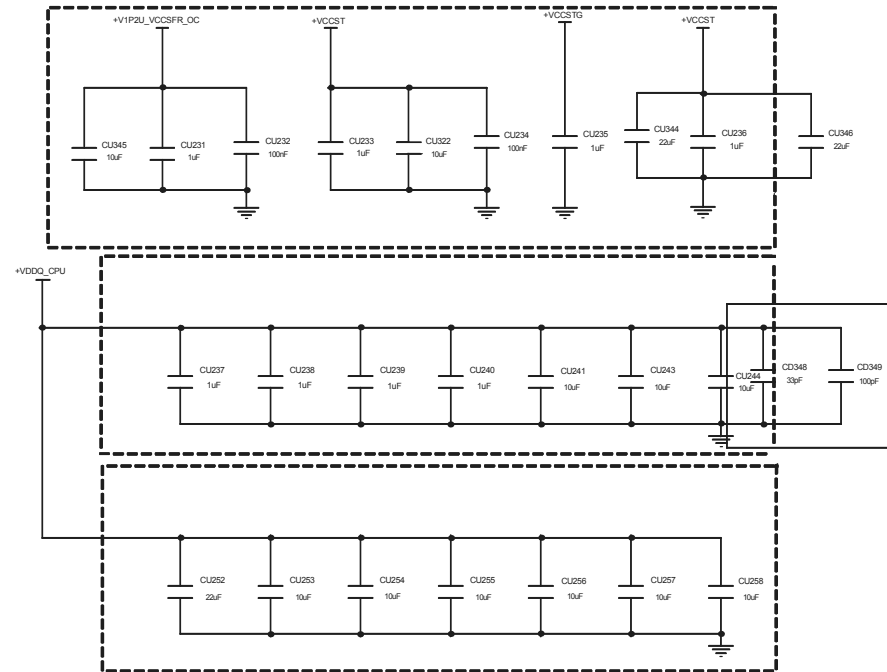 +V1P2U_VCCSFR_OC
+VCCST
+VCCSTG
+VCCST
CU345
10uF
CU231
1uF
CU232
100nF
CU233
1uF
CU322
10uF
CU234
100nF
CU235
1uF
CU344
22uF
CU236
1uF
CU346
22uF
+VDDQ_CPU
CU237
1uF
CU238
1uF
CU239
1uF
CU240
1uF
CU241
10uF
CU243
10uF
CU244
10uF
CD348
33pF
CD349
100pF
CU252
22uF
CU253
10uF
CU254
10uF
CU255
10uF
CU256
10uF
CU257
10uF
CU258
10uF